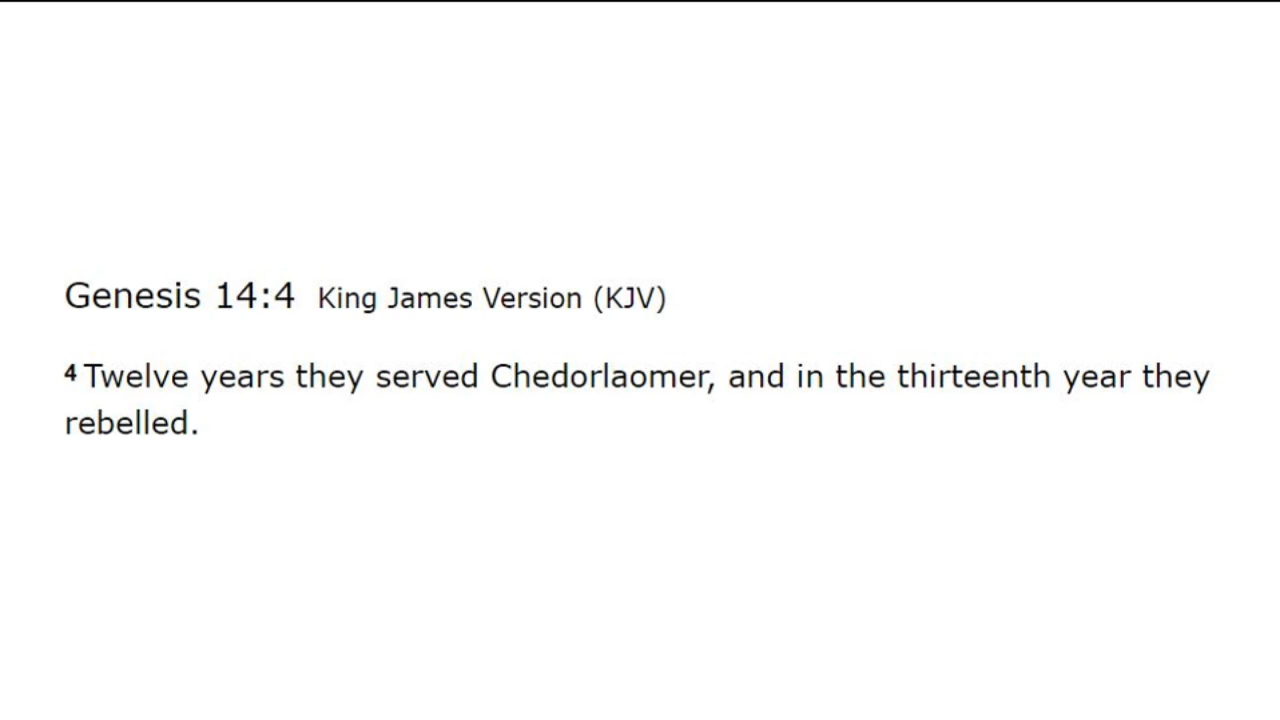 Genesis 14:4 King James Version (KJV)
4 Twelve years they served Chedorlaomer, and in the thirteenth year they
rebelled.